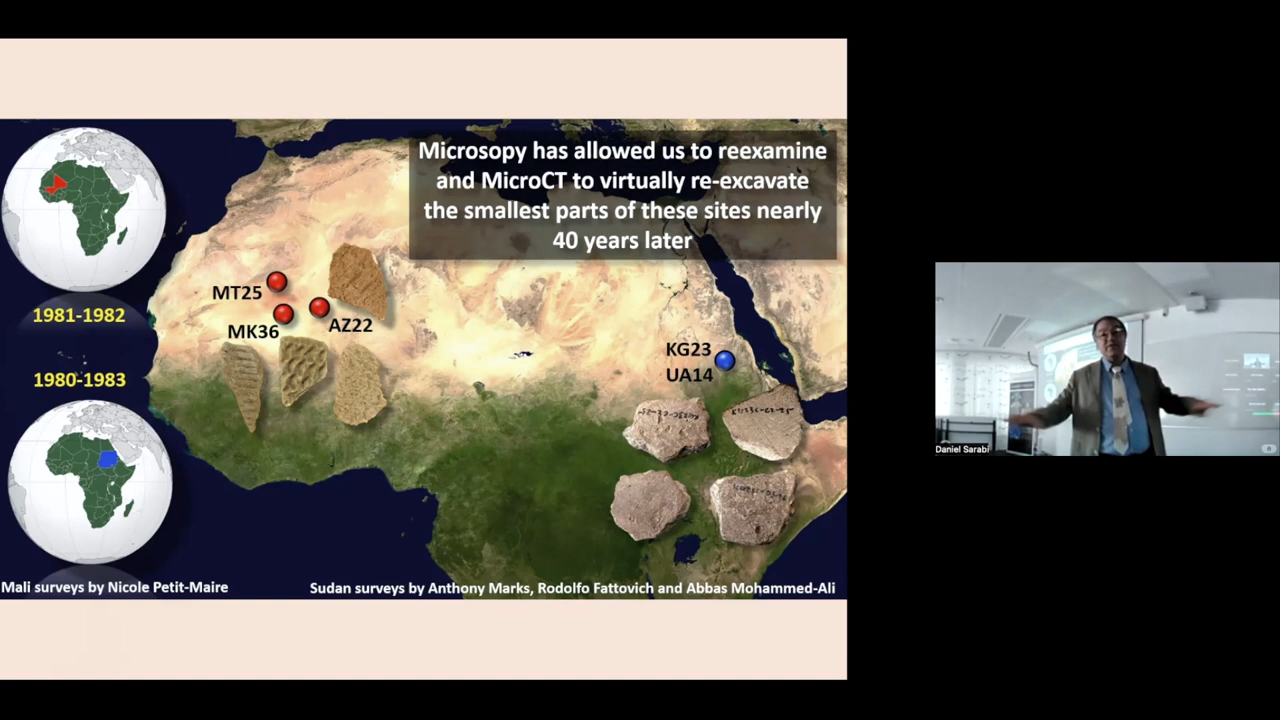 Microsopy has allowed us to reexamine
and MicroCT to virtually re-excavate
the smallest parts of these sites nearly
40 years later
MT25
MK36
AZ22
1981-1982
1980-1983
KG23
UA14
Mali surveys by Nicole Petit-Maire
Sudan surveys by Anthony Marks, Rodolfo Fattovich and Abbas Mohammed-Ali
Daniel Sarabi